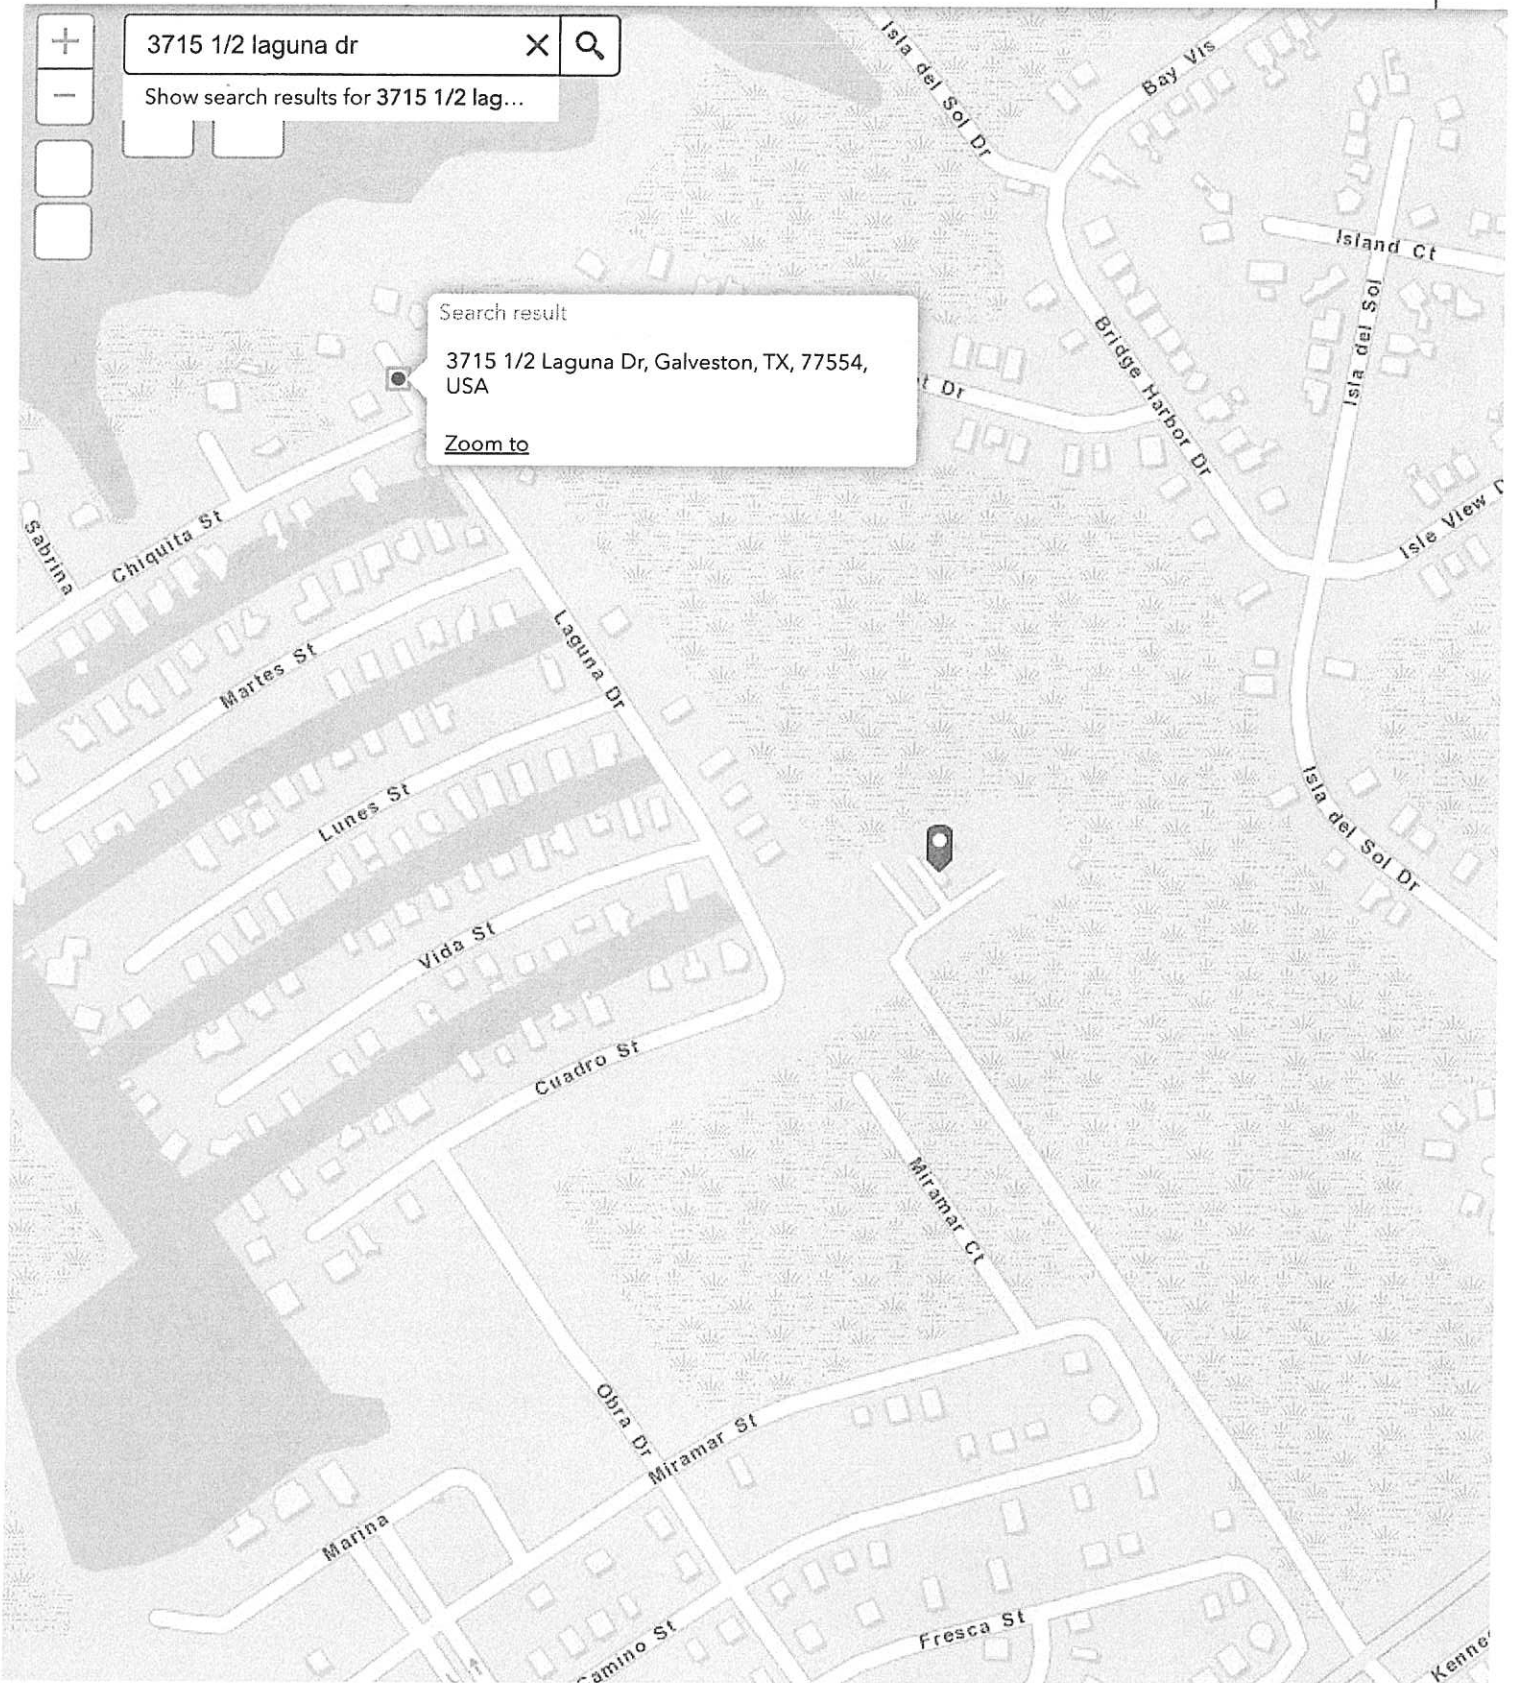 3715 1/2 laguna dr
Show search results for 3715 1/2 lag...
Isla del Sol Dr
Bay Vis
Island Ct
Isla del Sol
Search result
3715 1/2 Laguna Dr, Galveston, TX, 77554,
USA
Zoom to
t Dr
Bridge Harbor Dr
Isle View D
Sabrina
Chiquita St
Martes St
Laguna Dr
Lunes St
Isla del Sol Dr
Vida St
Cuadro St
Miramar Ct
Obra Dr
Miramar St
Marina
Camino St
Fresca St
Kenne